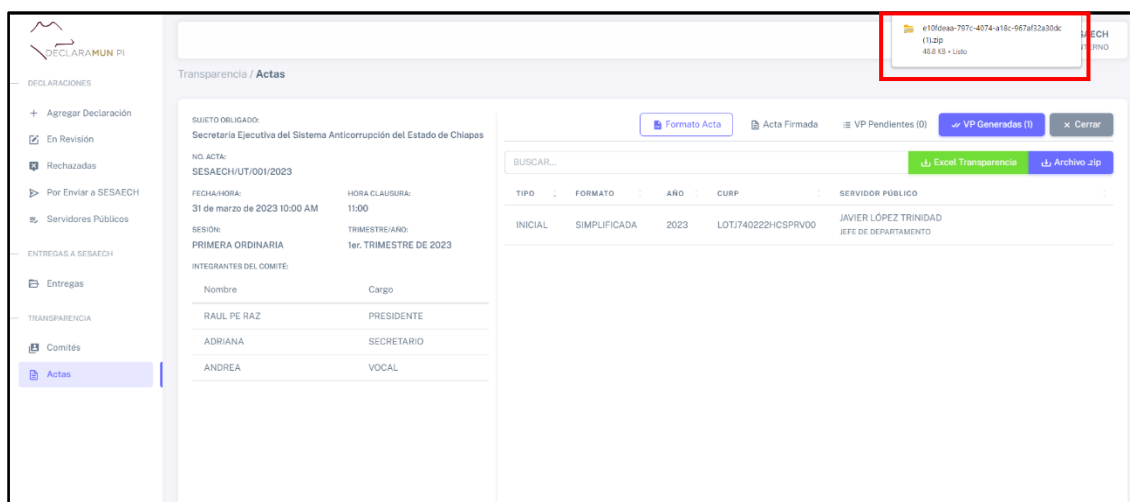 DECLARAMUN PI
e10fdeaa-797c-4074-a18c-967af32a30dc
(1).zip
48.8 KB • Listo
DECLARACIONES
Agregar Declaración
En Revisión
Rechazadas
Por Enviar a SESAECH
Servidores Públicos
ENTREGAS A SESAECH
Entregas
TRANSPARENCIA
Comités
Actas
Transparencia / Actas
SUJETO OBLIGADO:
Secretaría Ejecutiva del Sistema Anticorrupción del Estado de Chiapas
NO. ACTA:
SESAECH/UT/001/2023
FECHA/HORA: HORA CLAUSURA:
31 de marzo de 2023 10:00 AM 11:00
SESIÓN: TRIMESTRE/AÑO:
PRIMERA ORDINARIA 1er. TRIMESTRE DE 2023
INTEGRANTES DEL COMITÉ:
Nombre Cargo
RAUL PE RAZ PRESIDENTE
ADRIANA SECRETARIO
ANDREA VOCAL
Formato Acta Acta Firmada VP Pendientes (0) VP Generadas (1) × Cerrar
BUSCAR... Excel Transparencia Archivo .zip
TIPO FORMATO AÑO CURP SERVIDOR PÚBLICO
INICIAL SIMPLIFICADA 2023 LOTJ740222HCSPRV00 JAVIER LÓPEZ TRINIDAD
JEFE DE DEPARTAMENTO